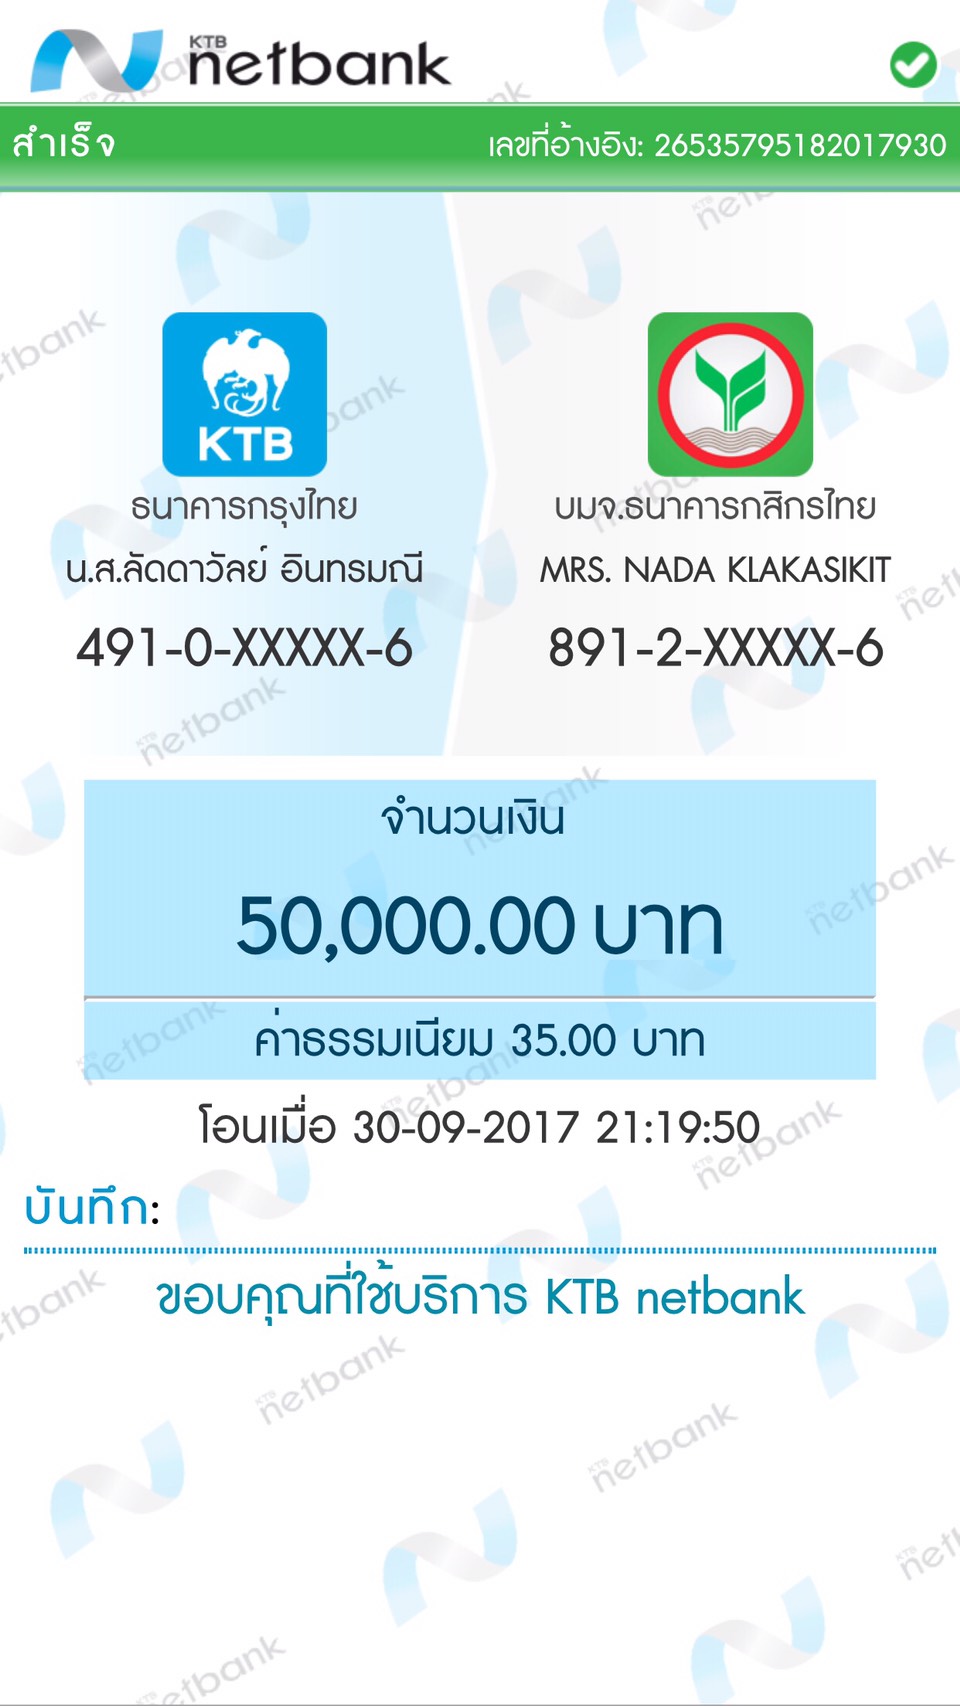 KTB
netbank
สำเร็จ
เลขที่อ้างอิง: 26535795182017930
KTB
ธนาคารกรุงไทย
น.ส.ลัดดาวัลย์ อินทรมณี
491-0-XXXXX-6
บมจ.ธนาคารกสิกรไทย
MRS. NADA KLAKASIKIT
891-2-XXXXX-6
จำนวนเงิน
50,000.00 บาท
ค่าธรรมเนียม 35.00 บาท
โอนเมื่อ 30-09-2017 21:19:50
บันทึก:
ขอบคุณที่ใช้บริการ KTB netbank